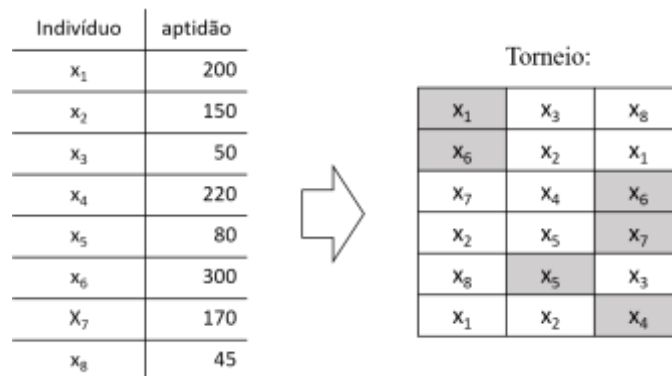 Indivíduo aptidão
x₁ 200
x₂ 150
x₃ 50
x₄ 220
x₅ 80
x₆ 300
X₇ 170
x₈ 45
Torneio:
x₁ x₃ x₈
x₆ x₂ x₁
x₇ x₄ x₆
x₂ x₅ x₇
x₈ x₅ x₃
x₁ x₂ x₄